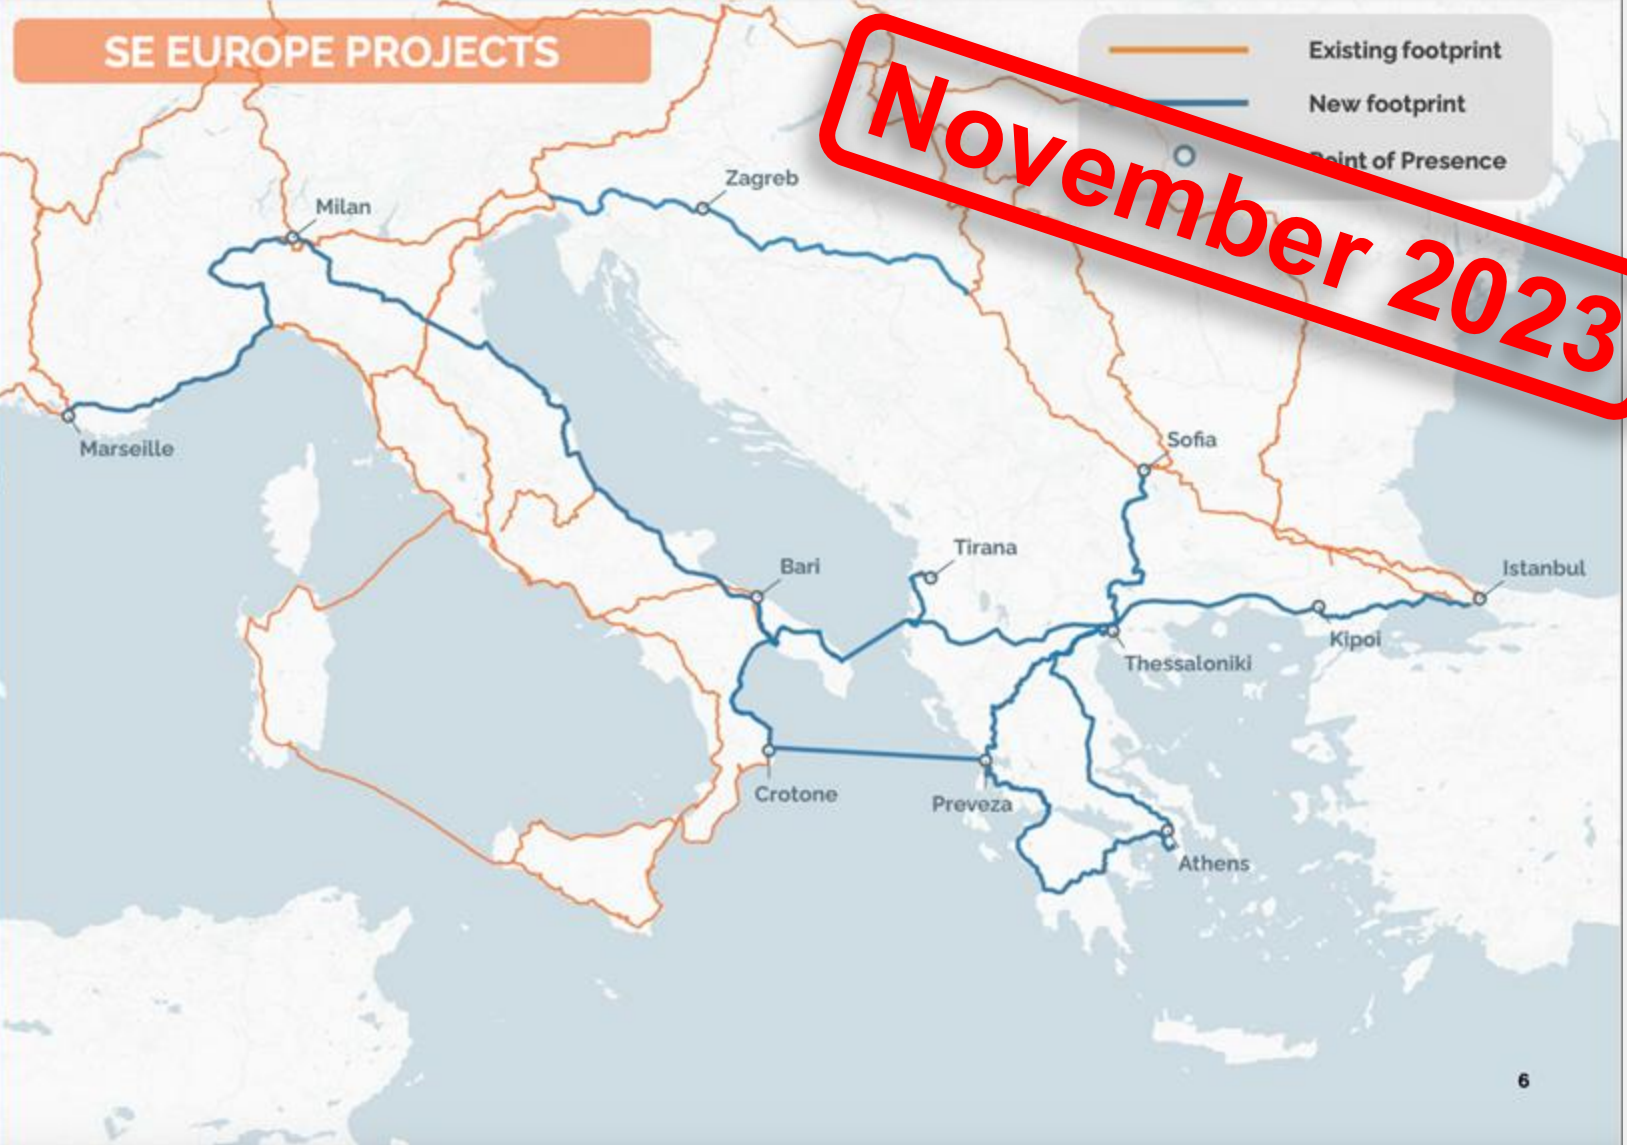 SE EUROPE PROJECTS
Existing footprint
New footprint
Point of Presence
November 2023
Zagreb
Milan
Marseille
Sofia
Tirana
Bari
Istanbul
Kipoi
Thessaloniki
Crotone
Preveza
Athens
6